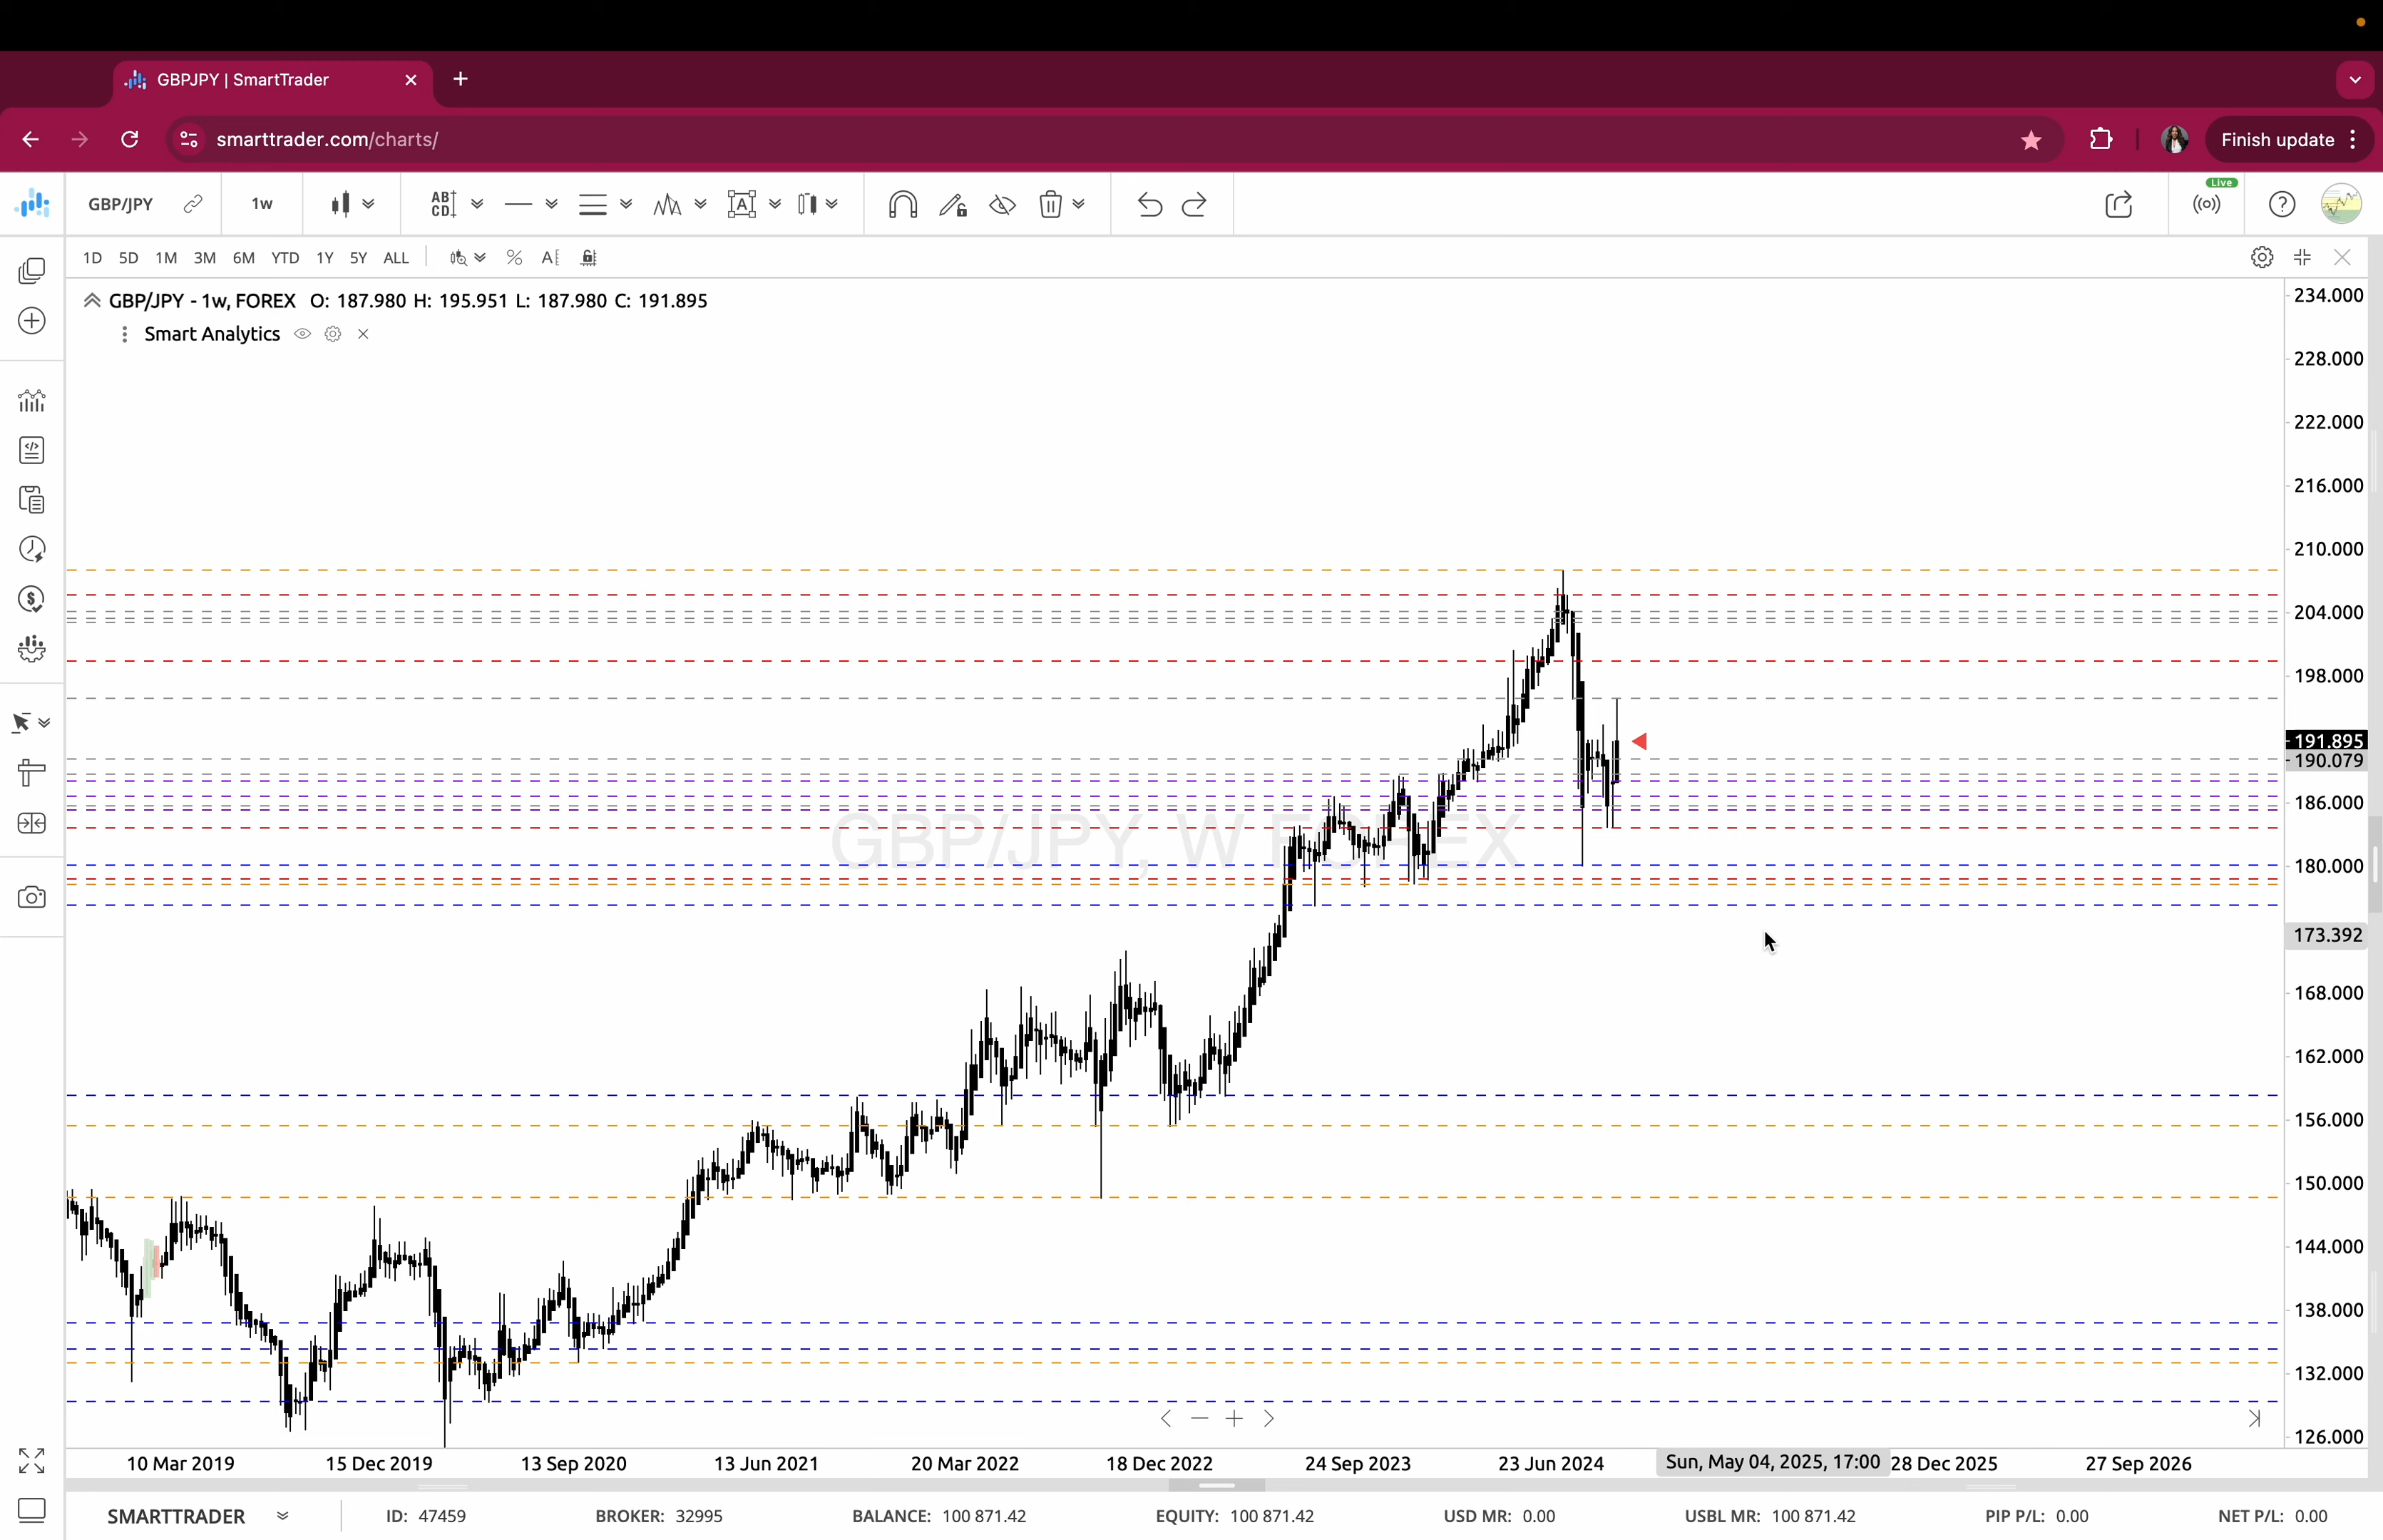 GBPJPY | SmartTrader
smarttrader.com/charts/
Finish update
GBP/JPY
1w
AB
CD
A
Live
1D 5D 1M 3M 6M YTD 1Y 5Y ALL % A
GBP/JPY - 1w, FOREX O: 187.980 H: 195.951 L: 187.980 C: 191.895
Smart Analytics
GBP/JPY, W FOREX
234.000
228.000
222.000
216.000
210.000
204.000
198.000
191.895
190.079
186.000
180.000
173.392
168.000
162.000
156.000
150.000
144.000
138.000
132.000
126.000
10 Mar 2019 15 Dec 2019 13 Sep 2020 13 Jun 2021 20 Mar 2022 18 Dec 2022 24 Sep 2023 23 Jun 2024 Sun, May 04, 2025, 17:00 28 Dec 2025 27 Sep 2026
SMARTTRADER ID: 47459 BROKER: 32995 BALANCE: 100 871.42 EQUITY: 100 871.42 USD MR: 0.00 USBL MR: 100 871.42 PIP P/L: 0.00 NET P/L: 0.00